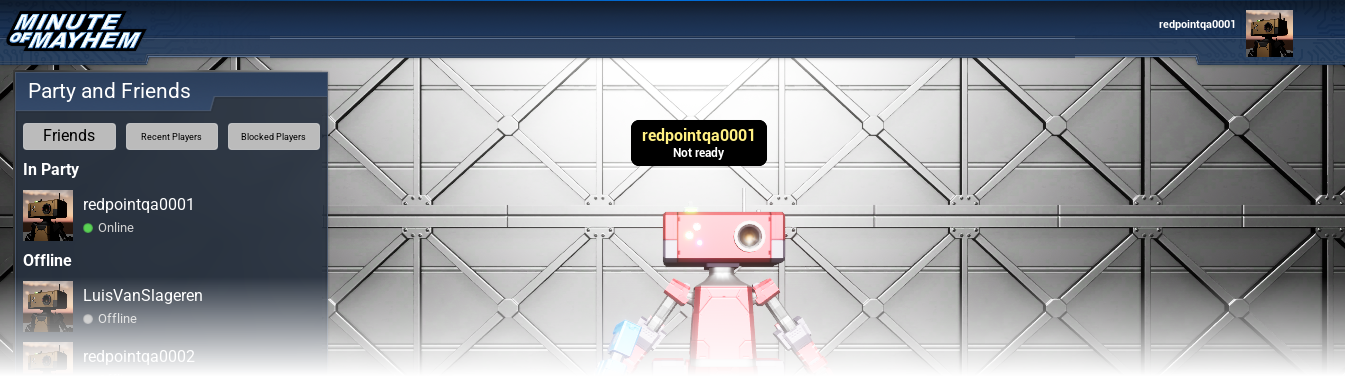 MINUTE
OF MAYHEM
redpointqa0001
Party and Friends
Friends
Recent Players
Blocked Players
In Party
redpointqa0001
Online
Offline
LuisVanSlageren
Offline
redpointqa0002
redpointqa0001
Not ready